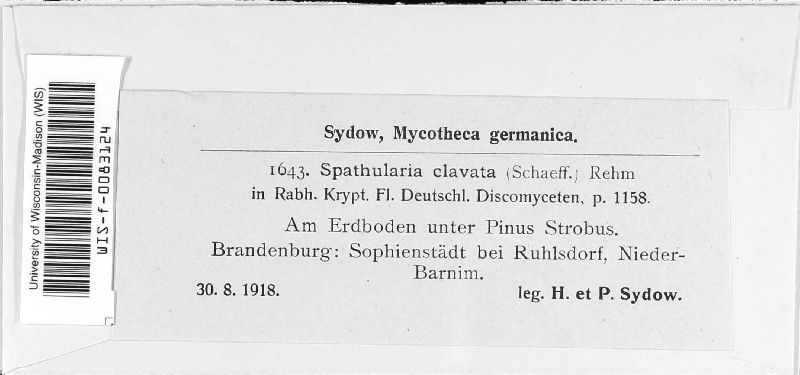 Sydow, Mycotheca germanica.
1643. Spathularia clavata (Schaeff.) Rehm
in Rabh. Krypt. Fl. Deutschl. Discomyceten, p. 1158.
Am Erdboden unter Pinus Strobus.
Brandenburg: Sophienstädt bei Ruhlsdorf, Nieder-
Barnim.
30. 8. 1918. leg. H. et P. Sydow.
University of Wisconsin-Madison (WIS)
WIS-f-0083124